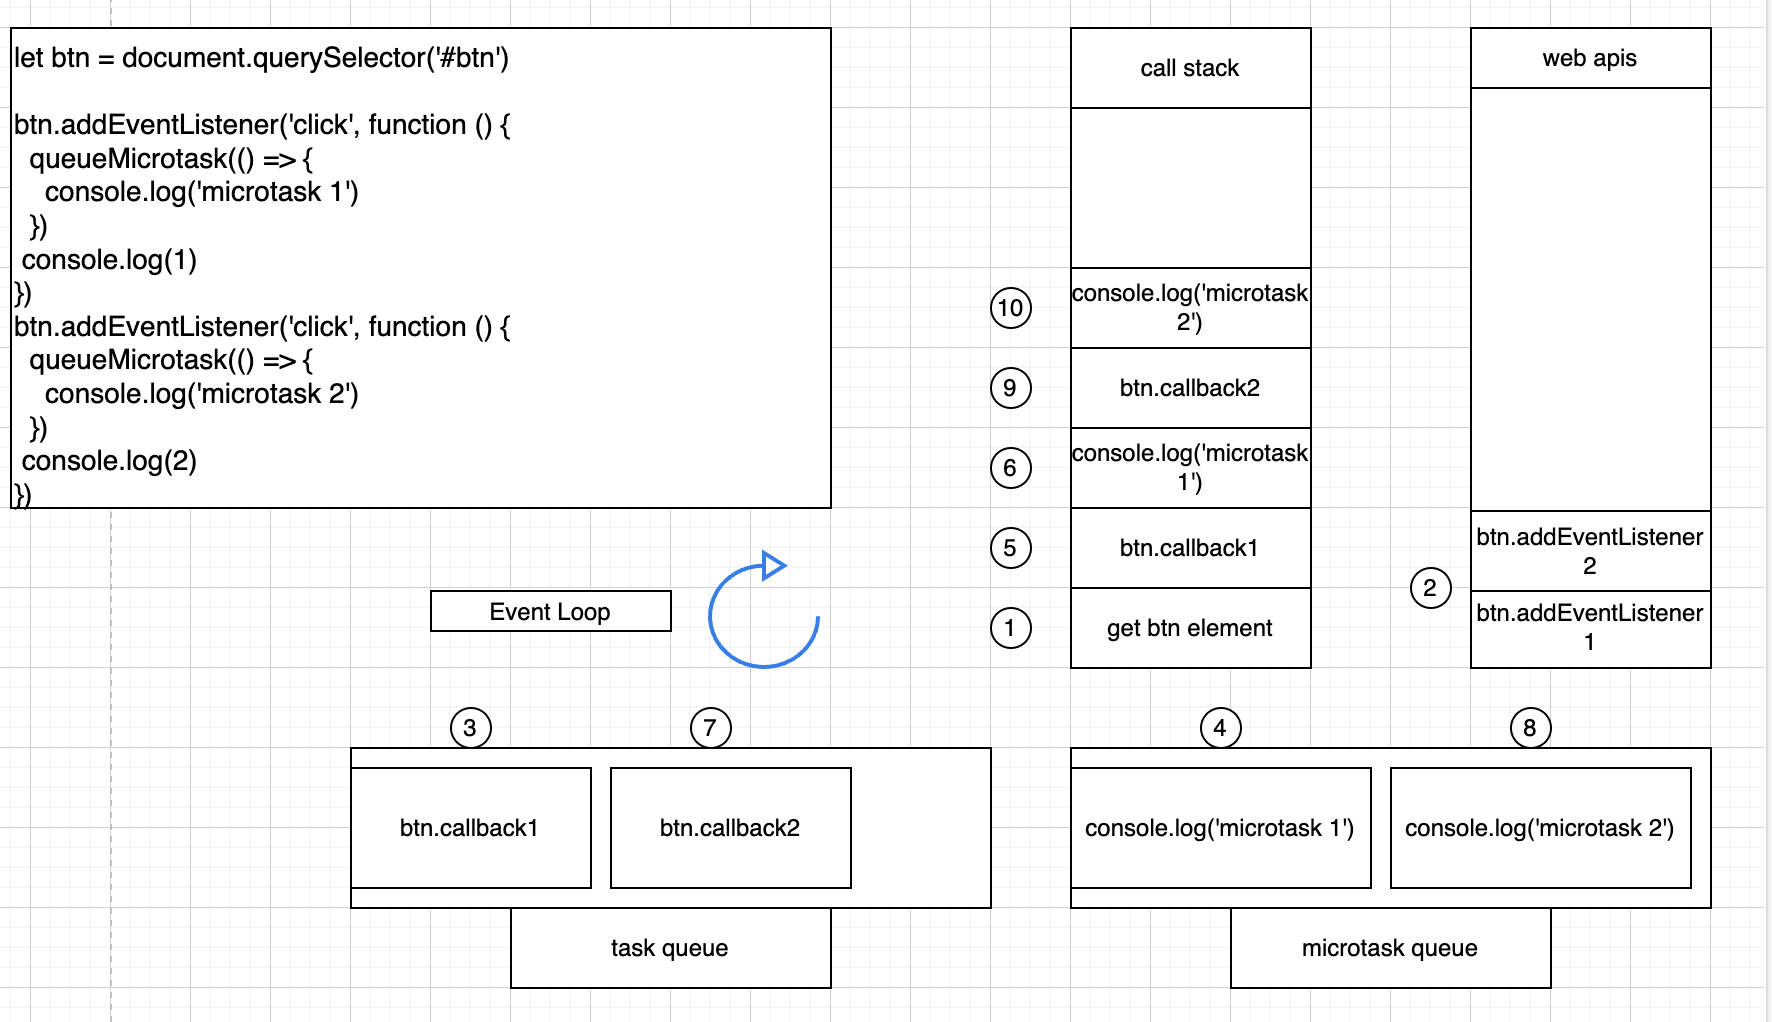 let btn = document.querySelector('#btn')
btn.addEventListener('click', function () {
queueMicrotask(() => {
console.log('microtask 1')
})
console.log(1)
})
btn.addEventListener('click', function () {
queueMicrotask(() => {
console.log('microtask 2')
})
console.log(2)
})
call stack
web apis
10
console.log('microtask
2')
9
btn.callback2
6
console.log('microtask
1')
5
btn.callback1
1
get btn element
2
btn.addEventListener
2
btn.addEventListener
1
Event Loop
3
7
btn.callback1
btn.callback2
task queue
4
8
console.log('microtask 1')
console.log('microtask 2')
microtask queue